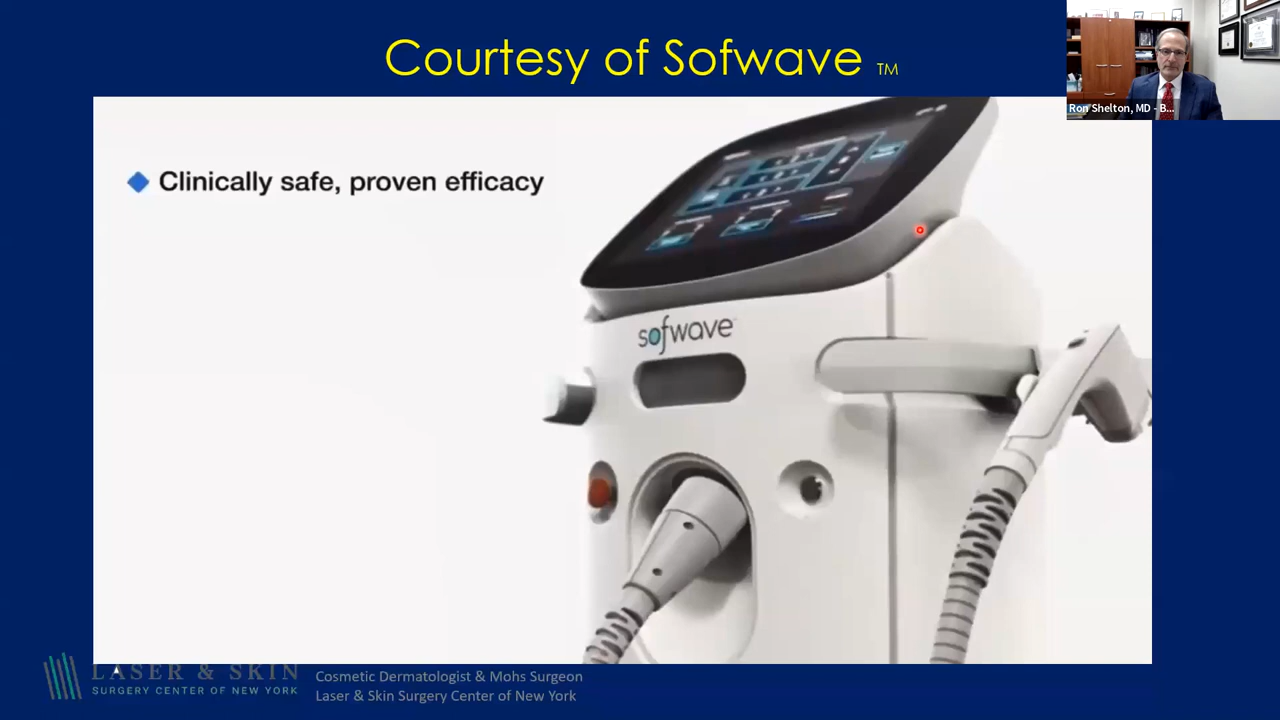 Courtesy of Sofwave TM
Ron Shelton, MD - B...
Clinically safe, proven efficacy
sofwave
LASER & SKIN
SURGERY CENTER OF NEW YORK
Cosmetic Dermatologist & Mohs Surgeon
Laser & Skin Surgery Center of New York